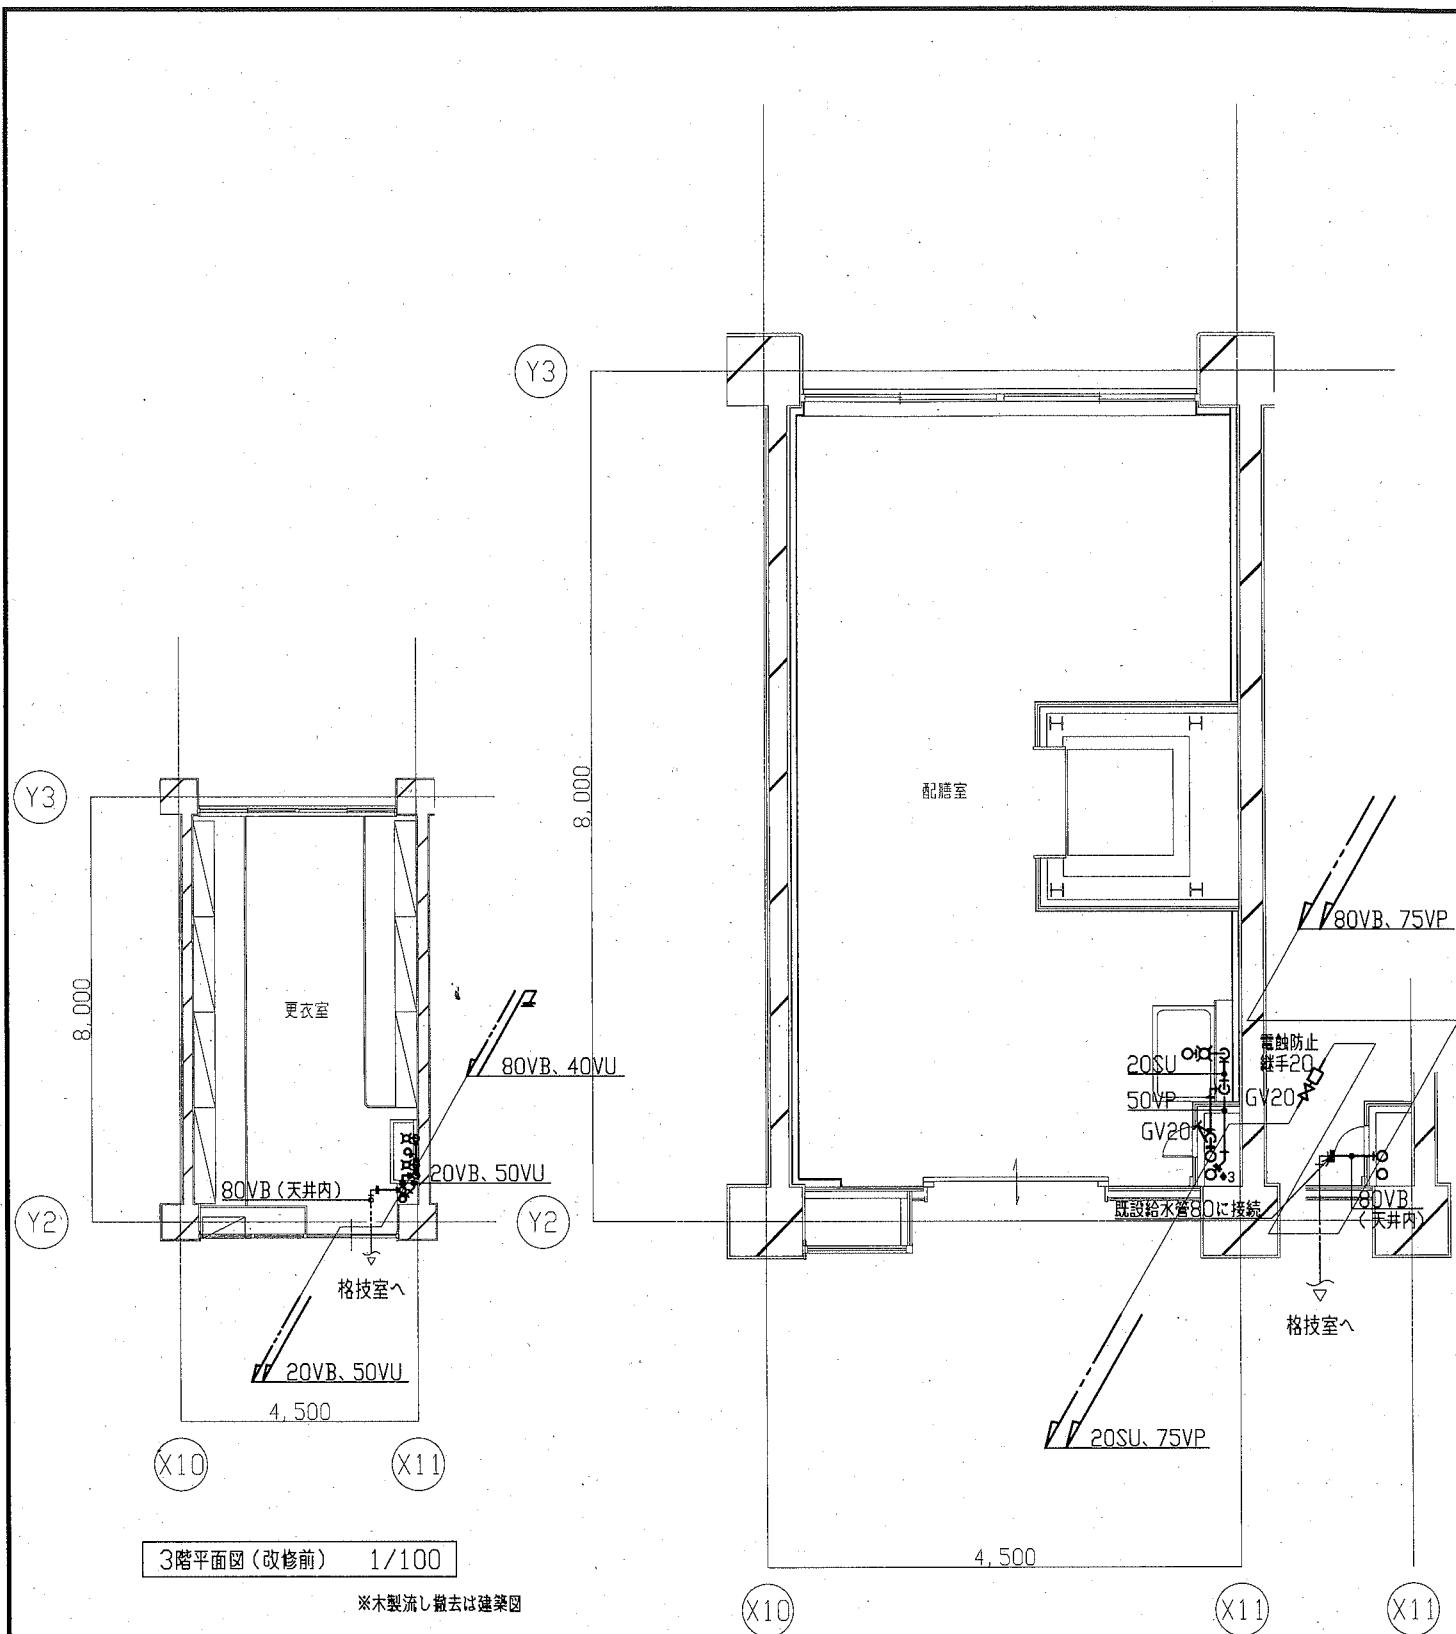 Y3
8,000
更衣室
80VB、40VU
20VB、50VU
80VB(天井内)
Y2
格技室へ
20VB、50VU
4,500
X10
X11
3階平面図(改修前) 1/100
※木製流し撤去は建築図
Y3
8,000
配膳室
80VB、75VP
電蝕防止
継手20
20SU
50VP
GV20
GV20
3
既設給水管80に接続
80VB
(天井内)
Y2
格技室へ
20SU、75VP
4,500
X10
X11
X11